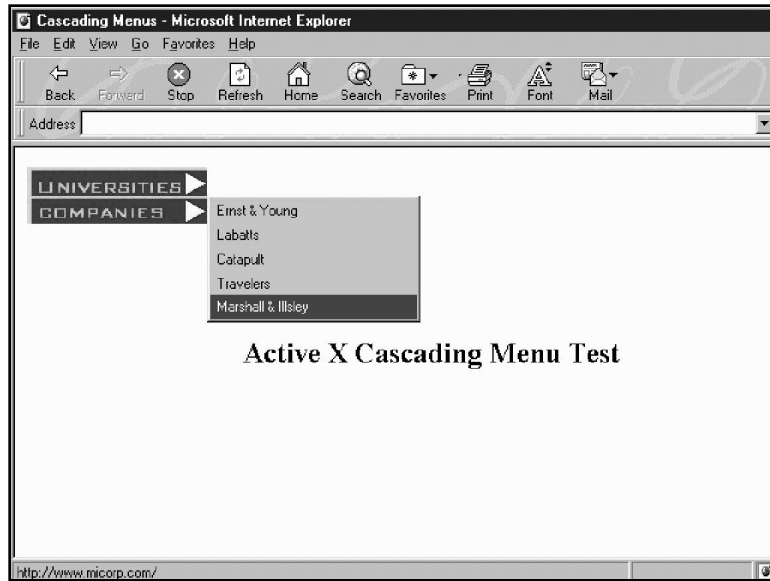 Cascading Menus - Microsoft Internet Explorer
File Edit View Go Favorites Help
Back Forward Stop Refresh Home Search Favorites Print Font Mail
Address
UNIVERSITIES
COMPANIES
Ernst & Young
Labatts
Catapult
Travelers
Marshall & Illsley
Active X Cascading Menu Test
http://www.micorp.com/